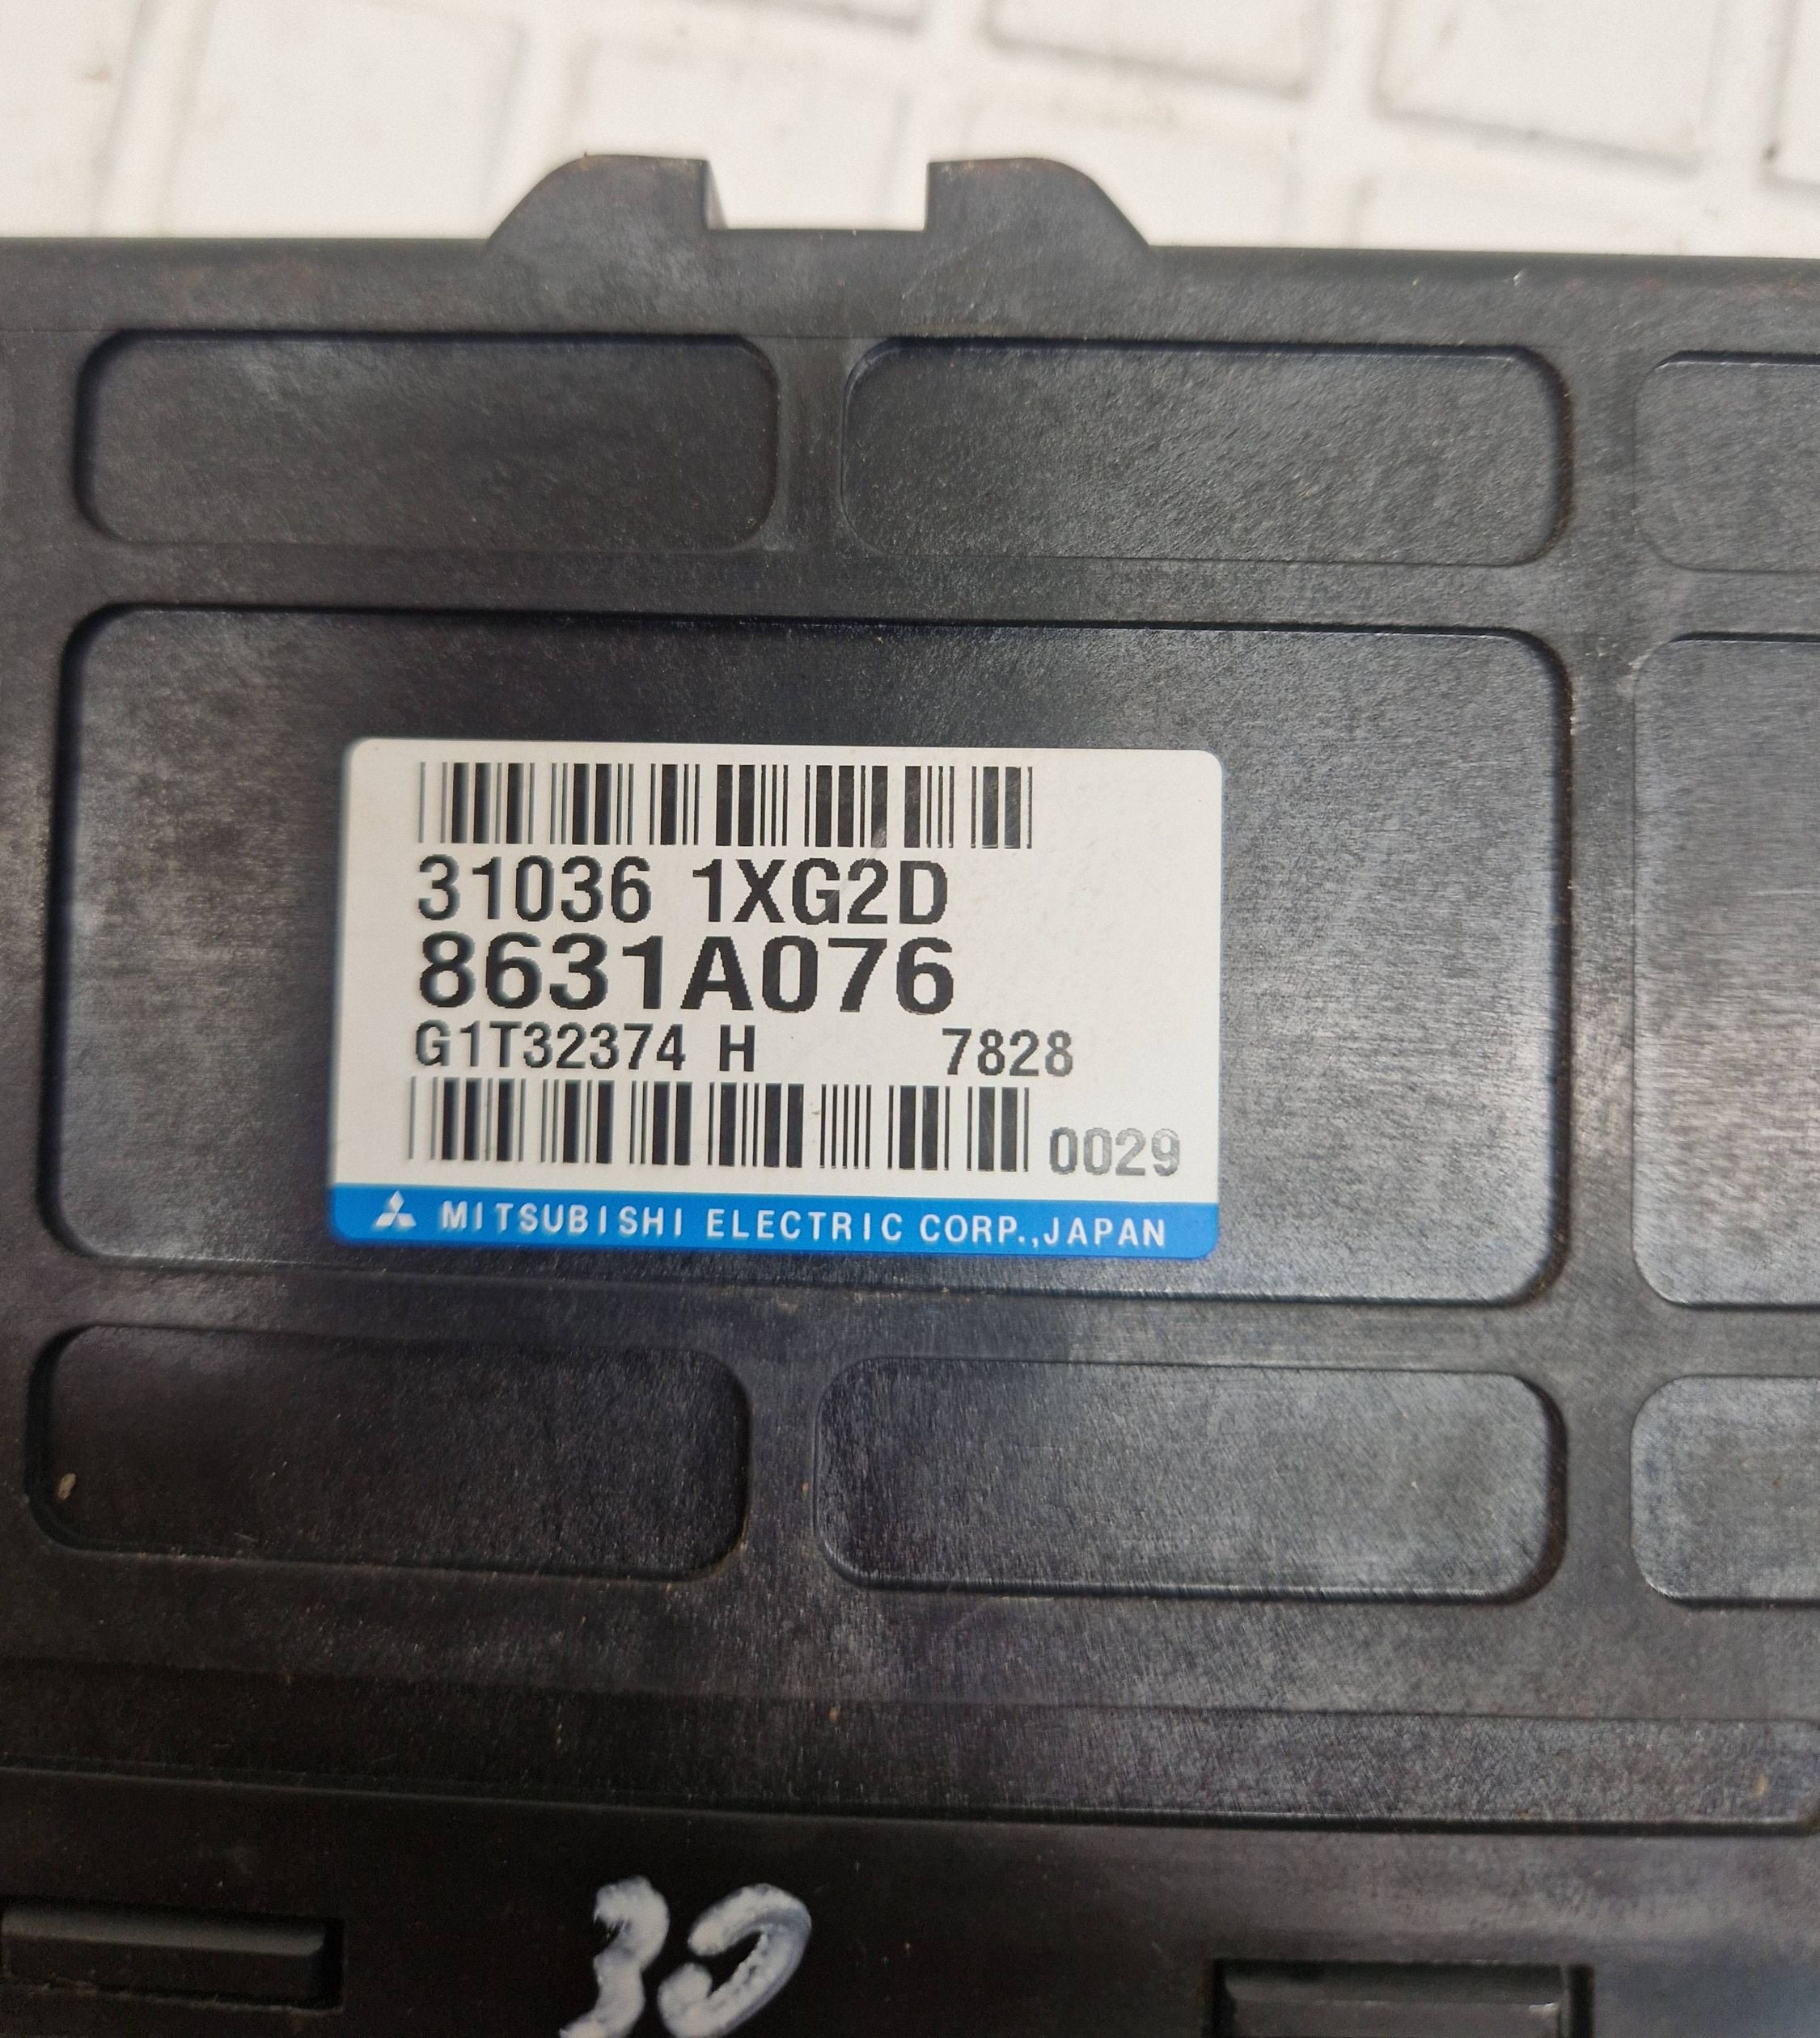 31036 1XG2D
8631A076
G1T32374 H 7828
0029
MITSUBISHI ELECTRIC CORP.,JAPAN